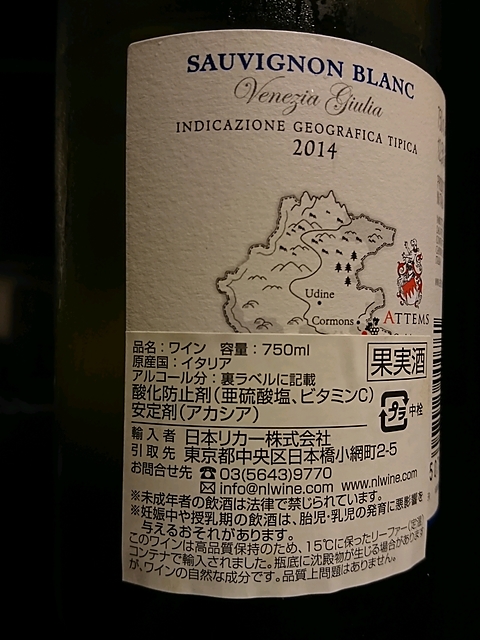 SAUVIGNON BLANC
Venezia Giulia
INDICAZIONE GEOGRAFICA TIPICA
2014
Udine
Cormons
ATTEMS
品名:ワイン 容量:750ml
原産国:イタリア
アルコール分:裏ラベルに記載
酸化防止剤(亜硫酸塩、ビタミンC)
安定剤(アカシア)
果実酒
プラ 中栓
輸入者 日本リカー株式会社
引取先 東京都中央区日本橋小網町2-5
お問合せ先 ☎03(5643)9770
✉info@nlwine.com www.nlwine.com
※未成年者の飲酒は法律で禁じられています。
※妊娠中や授乳期の飲酒は、胎児・乳児の発育に悪影響を
与えるおそれがあります。
このワインは高品質保持のため、15℃に保ったリーファー(定温)
コンテナで輸入されました。瓶底に沈殿物が生じる場合があります
が、ワインの自然な成分です。品質上問題はありません。